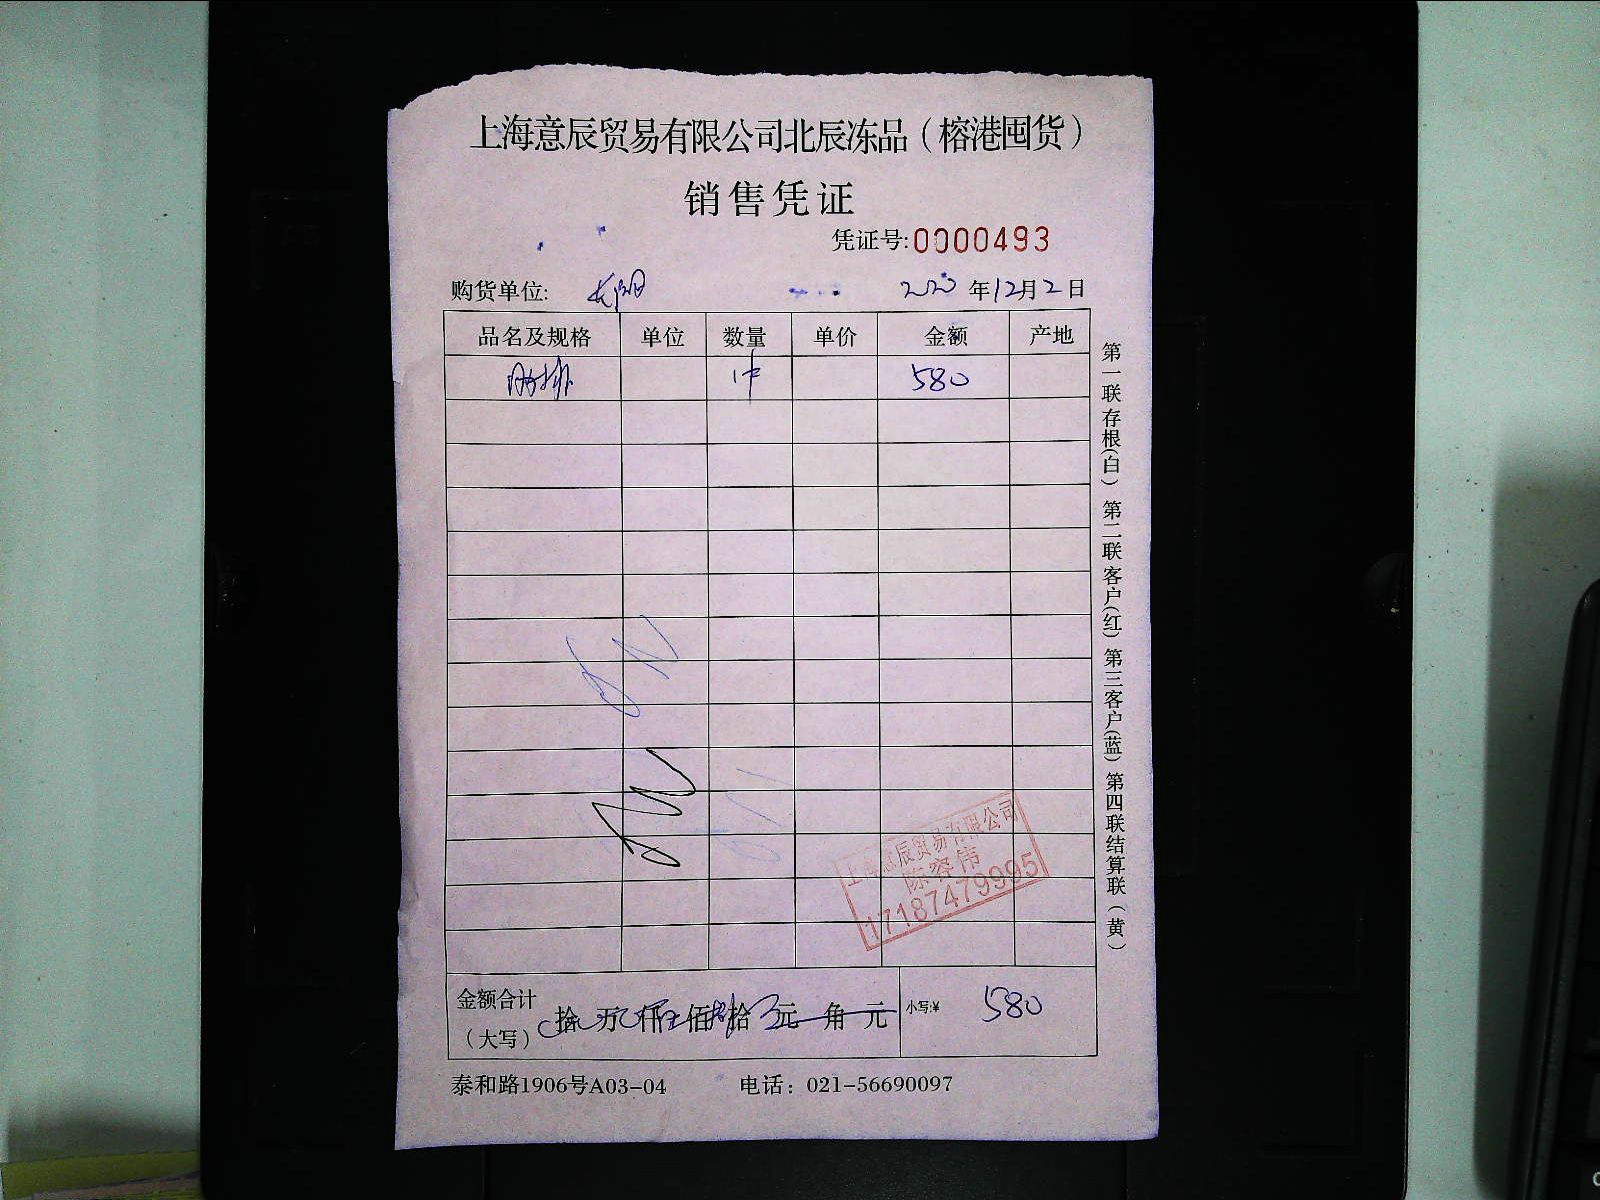 上海意辰贸易有限公司北辰冻品（榕港囤货）
销售凭证
凭证号:0000493
购货单位: 年12月2日
品名及规格 单位 数量 单价 金额 产地
580
上海意辰贸易有限公司
陈容伟
17187479995
金额合计
（大写） 拾 万 仟 佰 拾 元 角 元 小写:¥ 580
泰和路1906号A03-04 电话：021-56690097
第一联存根(白) 第二联客户(红) 第三客户(蓝) 第四联结算联（黄）